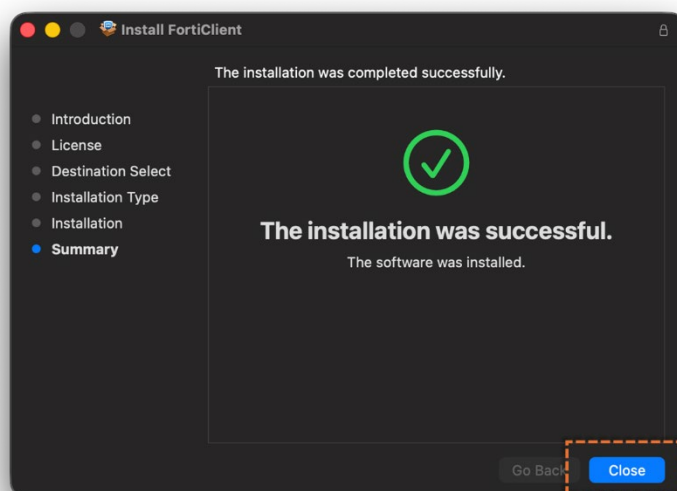 Install FortiClient
The installation was completed successfully.
Introduction
License
Destination Select
Installation Type
Installation
Summary
The installation was successful.
The software was installed.
Go Back
Close